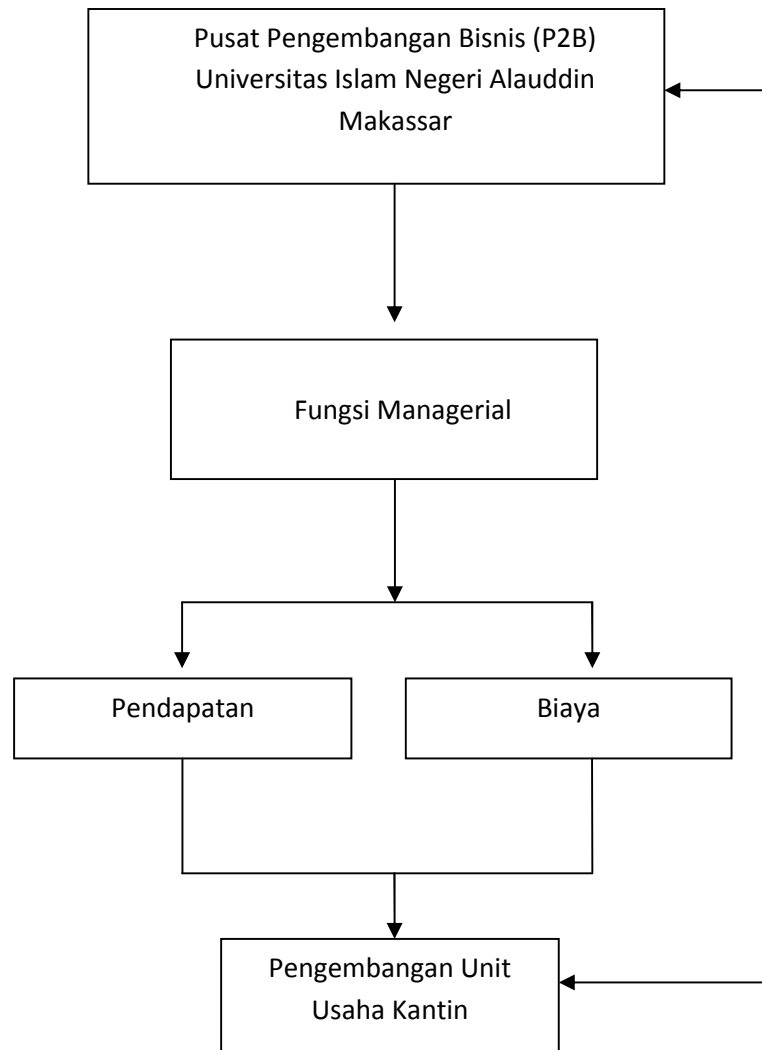 Pusat Pengembangan Bisnis (P2B)
Universitas Islam Negeri Alauddin
Makassar
Fungsi Managerial
Pendapatan
Biaya
Pengembangan Unit
Usaha Kantin